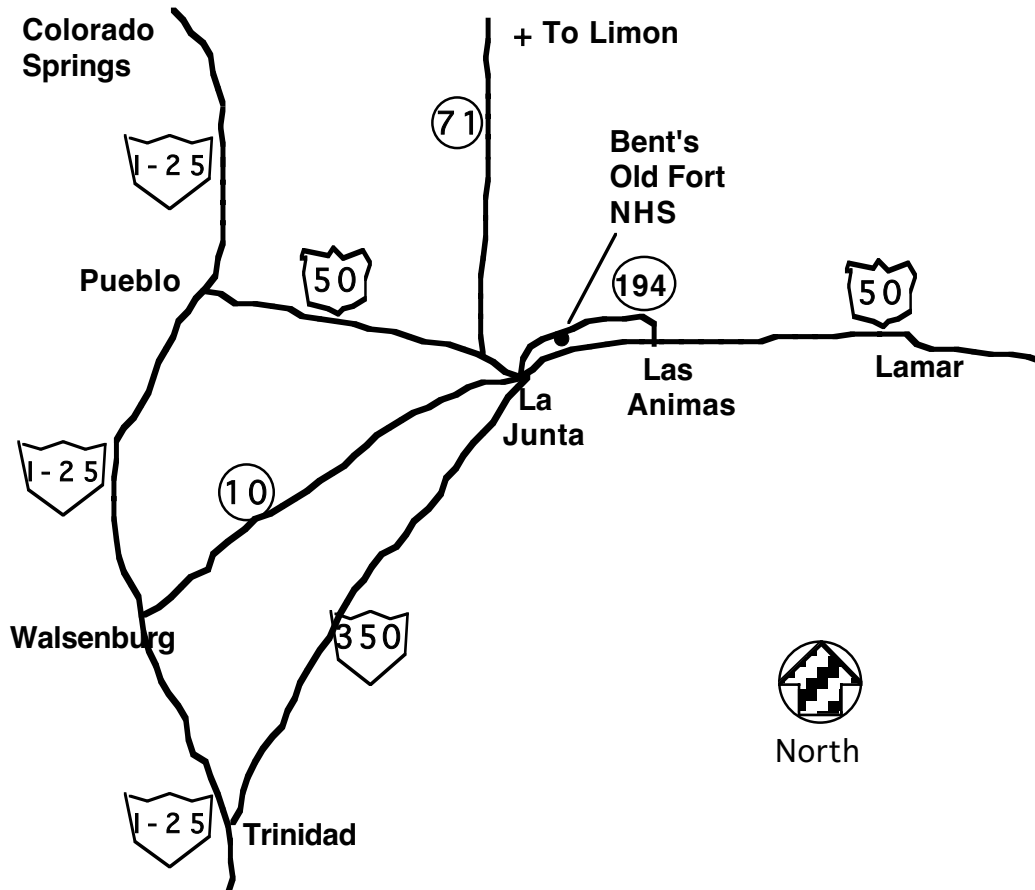 Colorado
Springs
+ To Limon
71
Bent's
Old Fort
NHS
I-25
Pueblo
50
194
50
Lamar
Las
Animas
La
Junta
I-25
10
Walsenburg
350
North
I-25
Trinidad